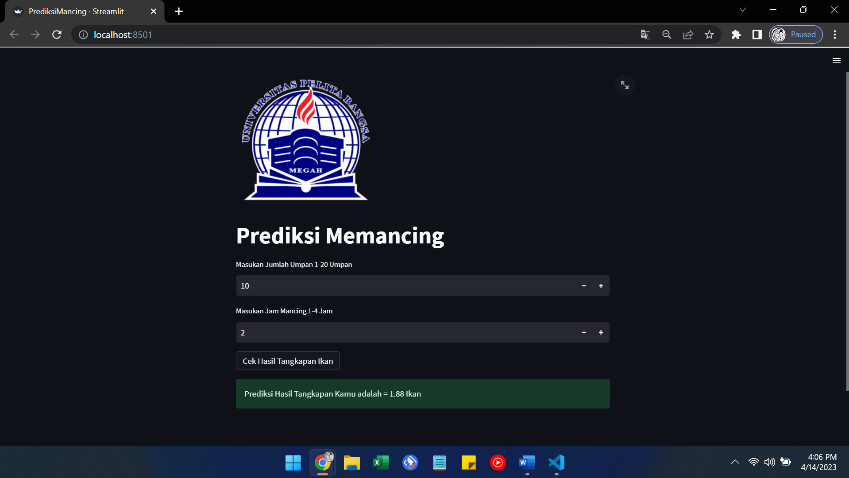 PrediksiMancing · Streamlit
localhost:8501
Paused
UNIVERSITAS PELITA BANGSA
MEGAH
Prediksi Memancing
Masukan Jumlah Umpan 1-20 Umpan
10
Masukan Jam Mancing 1-4 Jam
2
Cek Hasil Tangkapan Ikan
Prediksi Hasil Tangkapan Kamu adalah = 1.88 Ikan
4:06 PM
4/14/2023